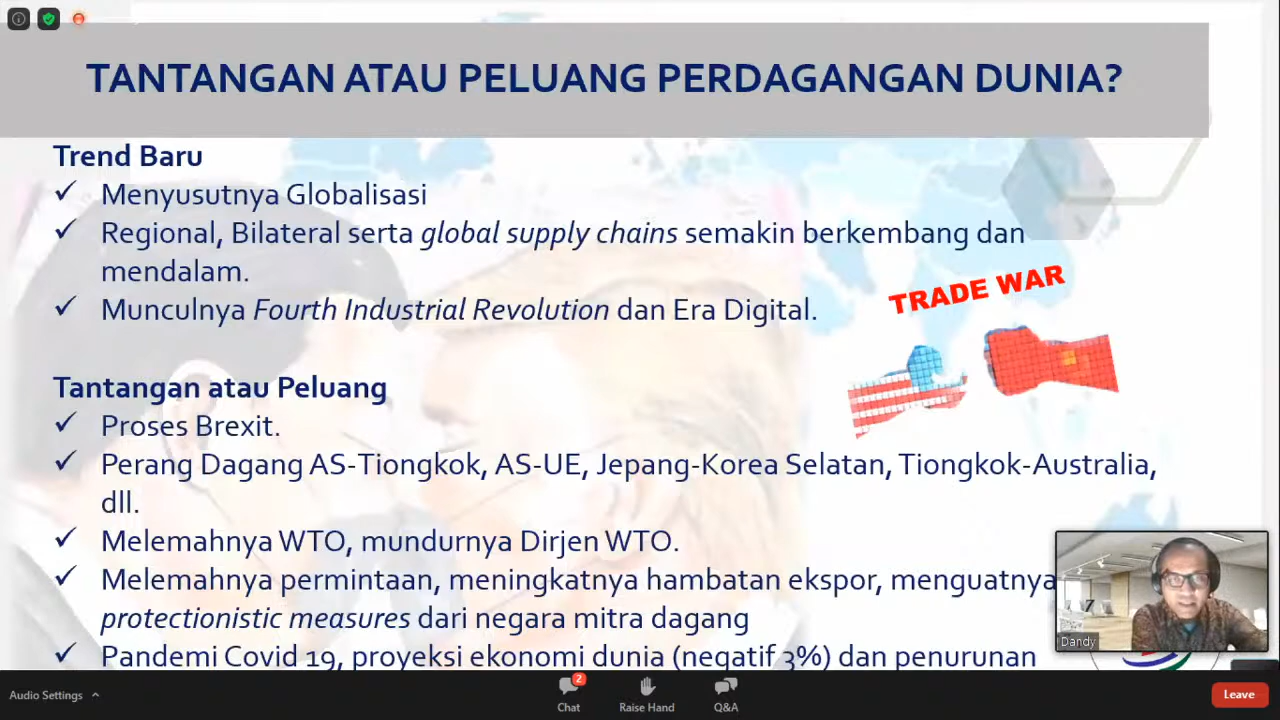 TANTANGAN ATAU PELUANG PERDAGANGAN DUNIA?
Trend Baru
✓ Menyusutnya Globalisasi
✓ Regional, Bilateral serta global supply chains semakin berkembang dan
mendalam.
✓ Munculnya Fourth Industrial Revolution dan Era Digital.
TRADE WAR
Tantangan atau Peluang
✓ Proses Brexit.
✓ Perang Dagang AS-Tiongkok, AS-UE, Jepang-Korea Selatan, Tiongkok-Australia,
dll.
✓ Melemahnya WTO, mundurnya Dirjen WTO.
✓ Melemahnya permintaan, meningkatnya hambatan ekspor, menguatnya
protectionistic measures dari negara mitra dagang
✓ Pandemi Covid 19, proyeksi ekonomi dunia (negatif 3%) dan penurunan
Dandy
Audio Settings
2
Chat
Raise Hand
Q&A
Leave